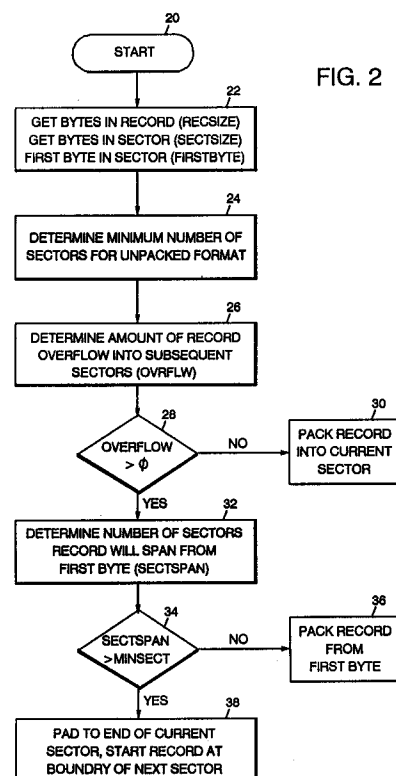 20
START
FIG. 2
22
GET BYTES IN RECORD (RECSIZE)
GET BYTES IN SECTOR (SECTSIZE)
FIRST BYTE IN SECTOR (FIRSTBYTE)
24
DETERMINE MINIMUM NUMBER OF
SECTORS FOR UNPACKED FORMAT
26
DETERMINE AMOUNT OF RECORD
OVERFLOW INTO SUBSEQUENT
SECTORS (OVRFLW)
28
OVERFLOW
> ϕ
NO
30
PACK RECORD
INTO CURRENT
SECTOR
YES
32
DETERMINE NUMBER OF SECTORS
RECORD WILL SPAN FROM
FIRST BYTE (SECTSPAN)
34
SECTSPAN
>MINSECT
NO
36
PACK RECORD
FROM
FIRST BYTE
YES
38
PAD TO END OF CURRENT
SECTOR, START RECORD AT
BOUNDRY OF NEXT SECTOR